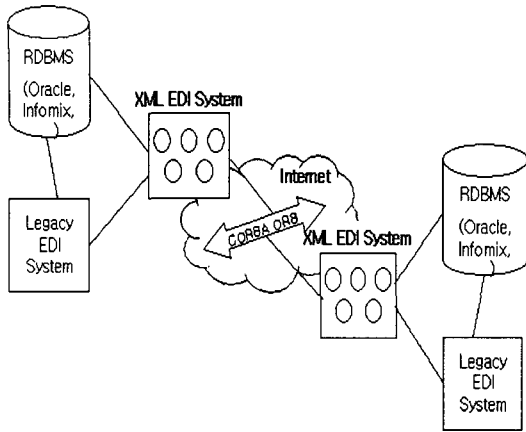 RDBMS
(Oracle,
Infomix,
XML EDI System
Legacy
EDI
System
Internet
CORBA ORB
XML EDI System
RDBMS
(Oracle,
Infomix,
)
Legacy
EDI
System